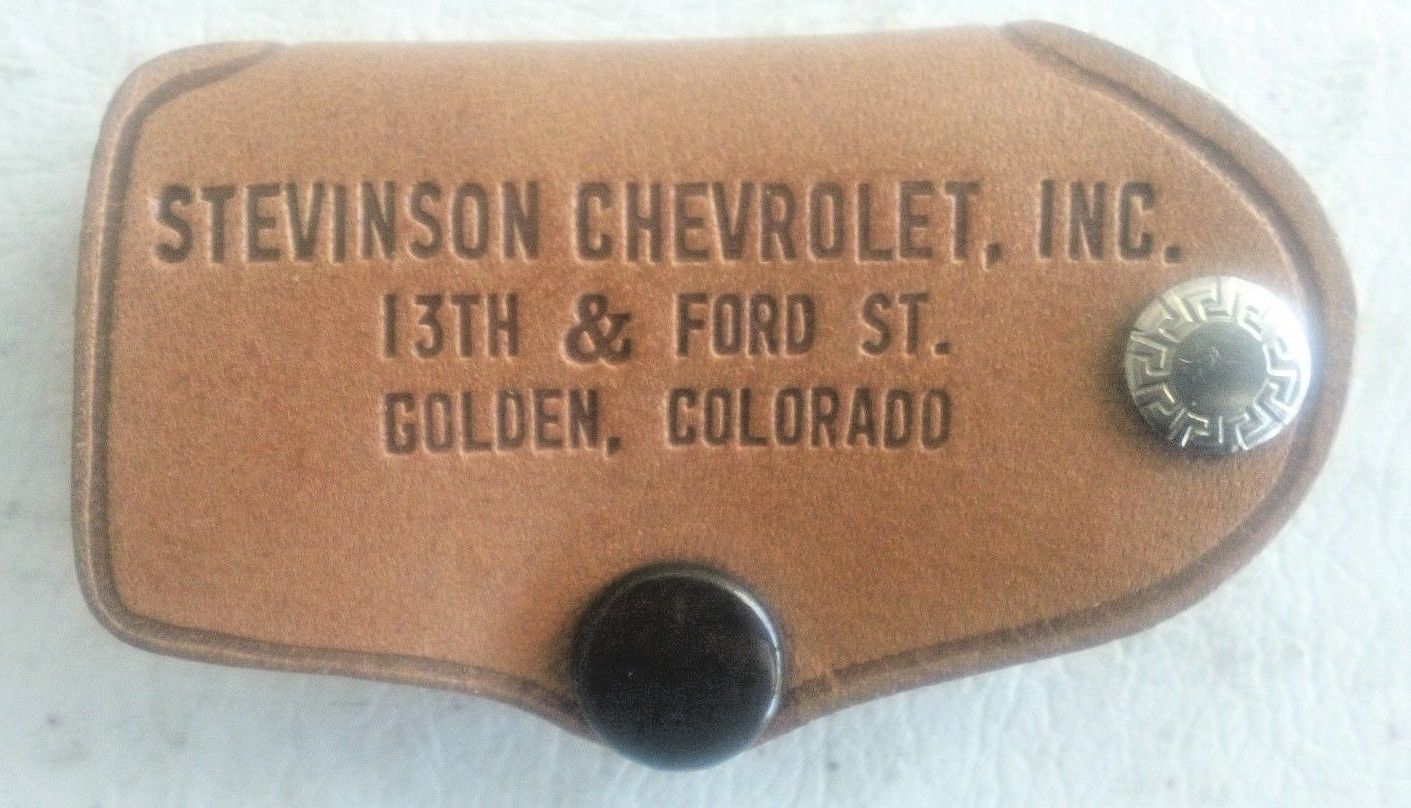 STEVINSON CHEVROLET, INC.
13TH & FORD ST.
GOLDEN, COLORADO